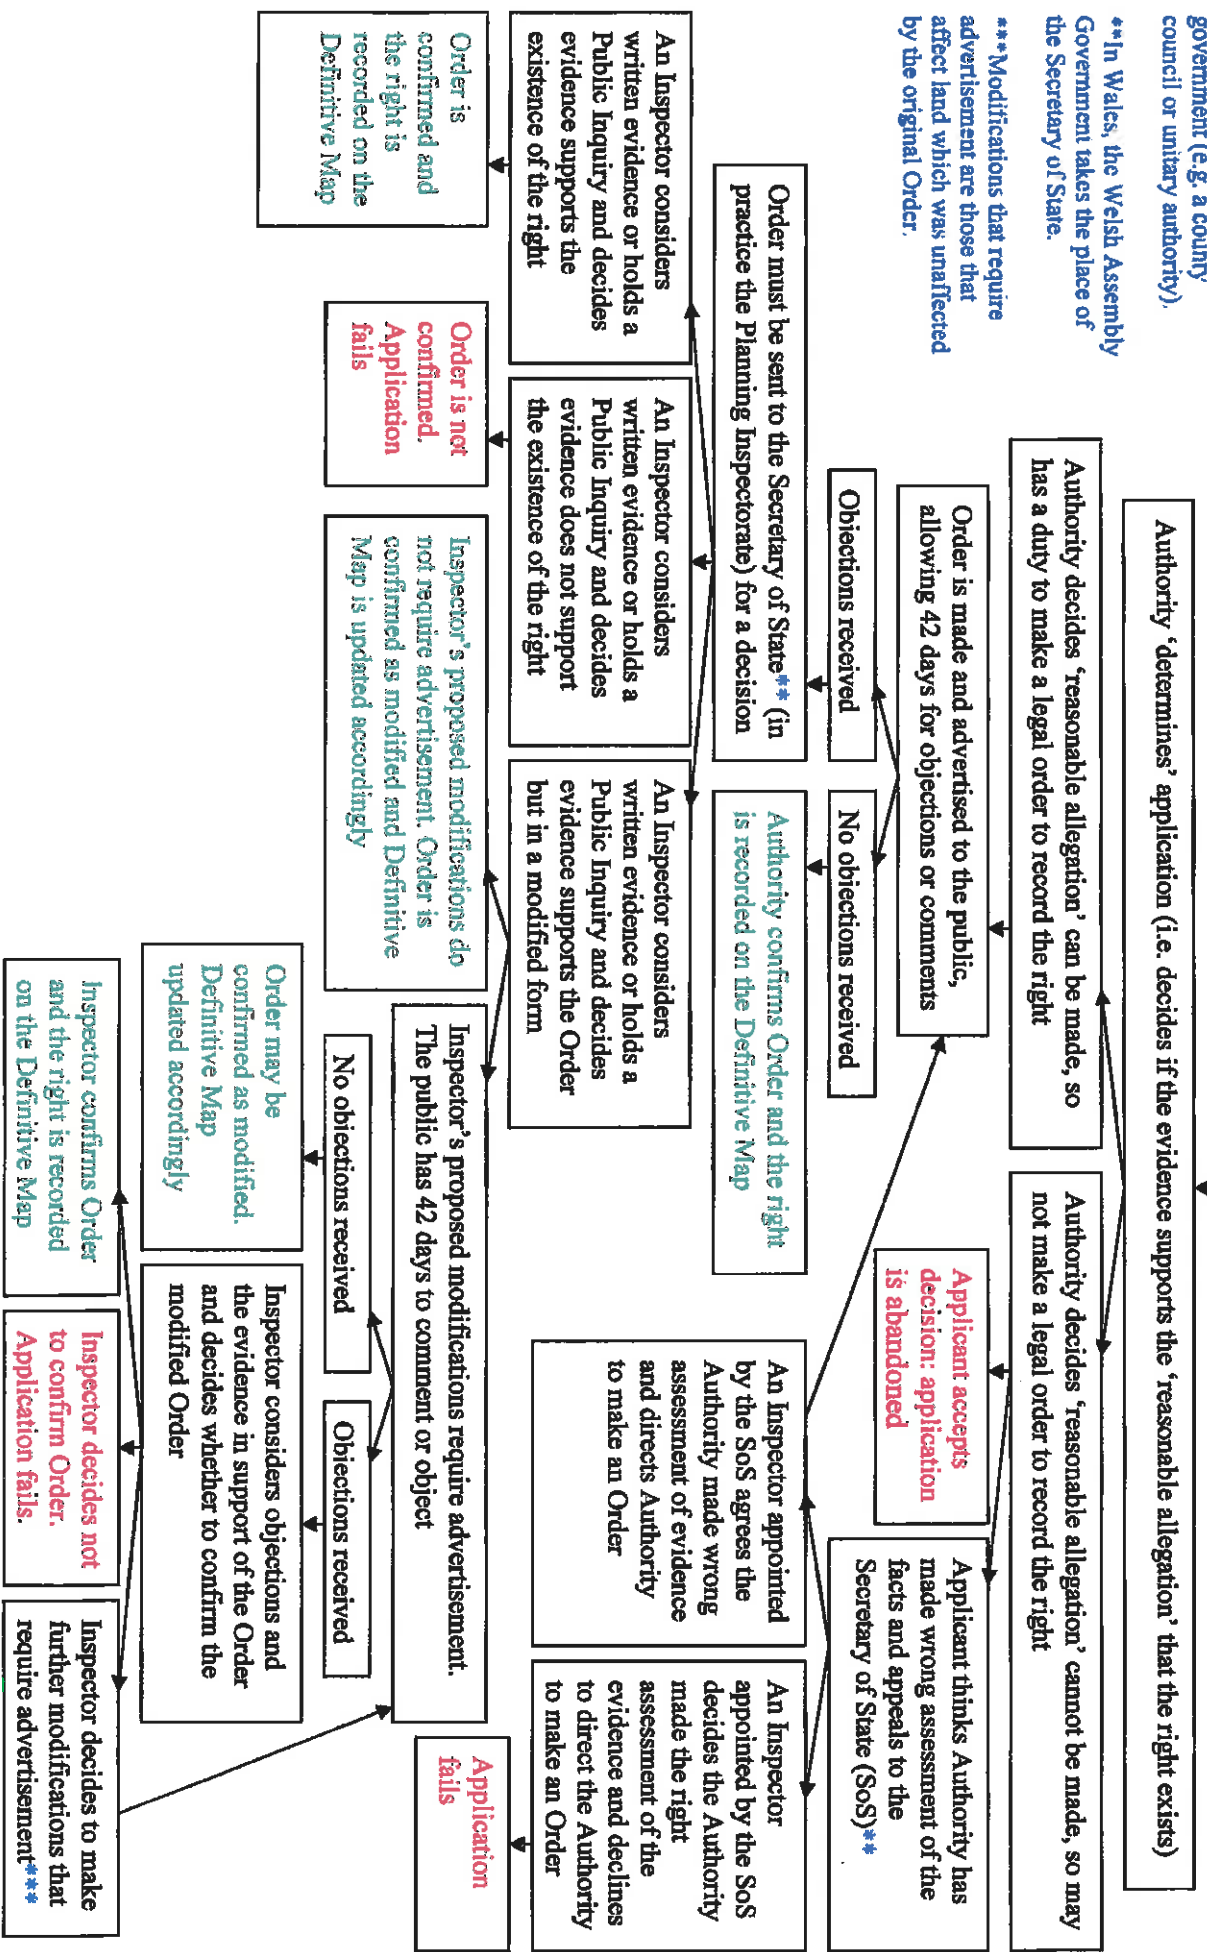 government (e.g. a county
council or unitary authority).
**In Wales, the Welsh Assembly
Government takes the place of
the Secretary of State.
***Modifications that require
advertisement are those that
affect land which was unaffected
by the original Order.
Authority ‘determines’ application (i.e. decides if the evidence supports the ‘reasonable allegation’ that the right exists)
Authority decides ‘reasonable allegation’ can be made, so
has a duty to make a legal order to record the right
Authority decides ‘reasonable allegation’ cannot be made, so may
not make a legal order to record the right
Order is made and advertised to the public,
allowing 42 days for objections or comments
Applicant accepts
decision: application
is abandoned
Applicant thinks Authority has
made wrong assessment of the
facts and appeals to the
Secretary of State (SoS)**
Objections received
No objections received
Order must be sent to the Secretary of State** (in
practice the Planning Inspectorate) for a decision
Authority confirms Order and the right
is recorded on the Definitive Map
An Inspector appointed
by the SoS agrees the
Authority made wrong
assessment of evidence
and directs Authority
to make an Order
An Inspector
appointed by the SoS
decides the Authority
made the right
assessment of the
evidence and declines
to direct the Authority
to make an Order
An Inspector considers
written evidence or holds a
Public Inquiry and decides
evidence supports the
existence of the right
An Inspector considers
written evidence or holds a
Public Inquiry and decides
evidence does not support
the existence of the right
An Inspector considers
written evidence or holds a
Public Inquiry and decides
evidence supports the Order
but in a modified form
Application
fails
Order is
confirmed and
the right is
recorded on the
Definitive Map
Order is not
confirmed.
Application
fails
Inspector’s proposed modifications do
not require advertisement. Order is
confirmed as modified and Definitive
Map is updated accordingly
Inspector’s proposed modifications require advertisement.
The public has 42 days to comment or object
No objections received
Objections received
Order may be
confirmed as modified.
Definitive Map
updated accordingly
Inspector considers objections and
the evidence in support of the Order
and decides whether to confirm the
modified Order
Inspector confirms Order
and the right is recorded
on the Definitive Map
Inspector decides not
to confirm Order.
Application fails.
Inspector decides to make
further modifications that
require advertisement***